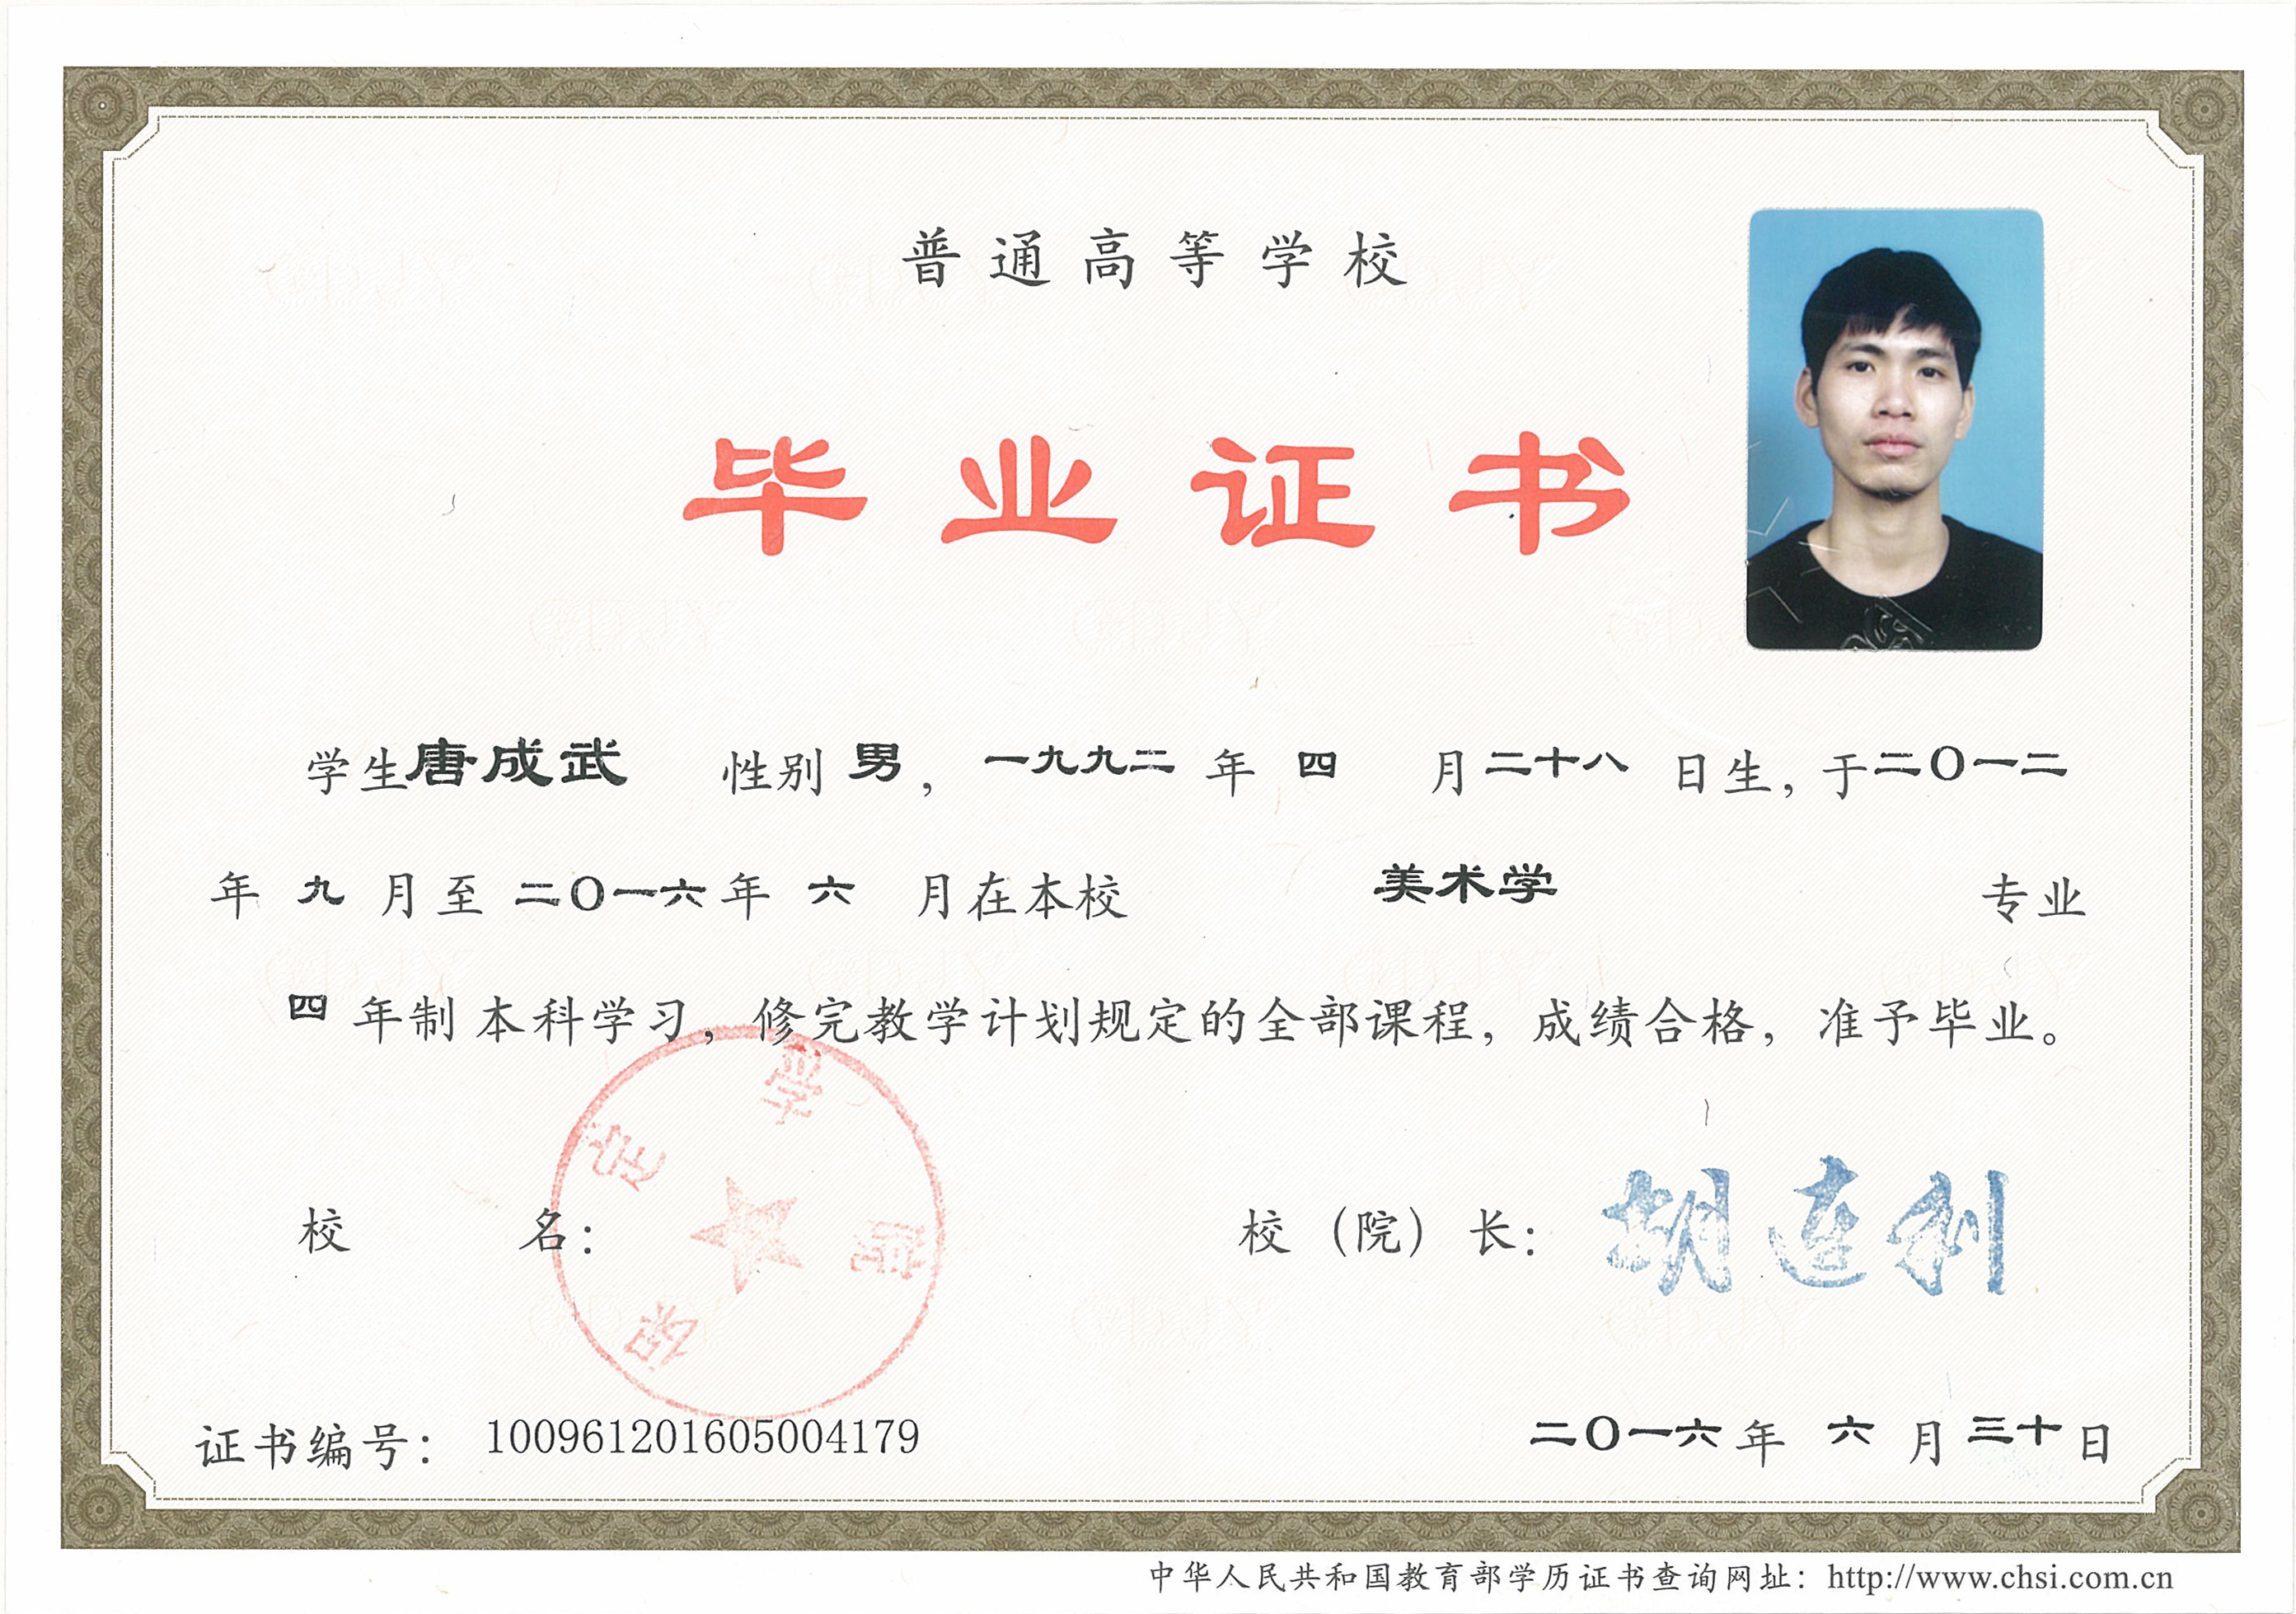 普通高等学校
毕业证书
学生唐成武 性别 男，一九九二 年 四 月 二十八 日生，于二〇一二
年 九 月至 二〇一六 年 六 月在本校 美术学 专业
四 年制 本科学习，修完教学计划规定的全部课程，成绩合格，准予毕业。
保定学院
校 名：
校（院）长：胡连利
证书编号：100961201605004179
二〇一六 年 六 月 三十 日
中华人民共和国教育部学历证书查询网址：http://www.chsi.com.cn